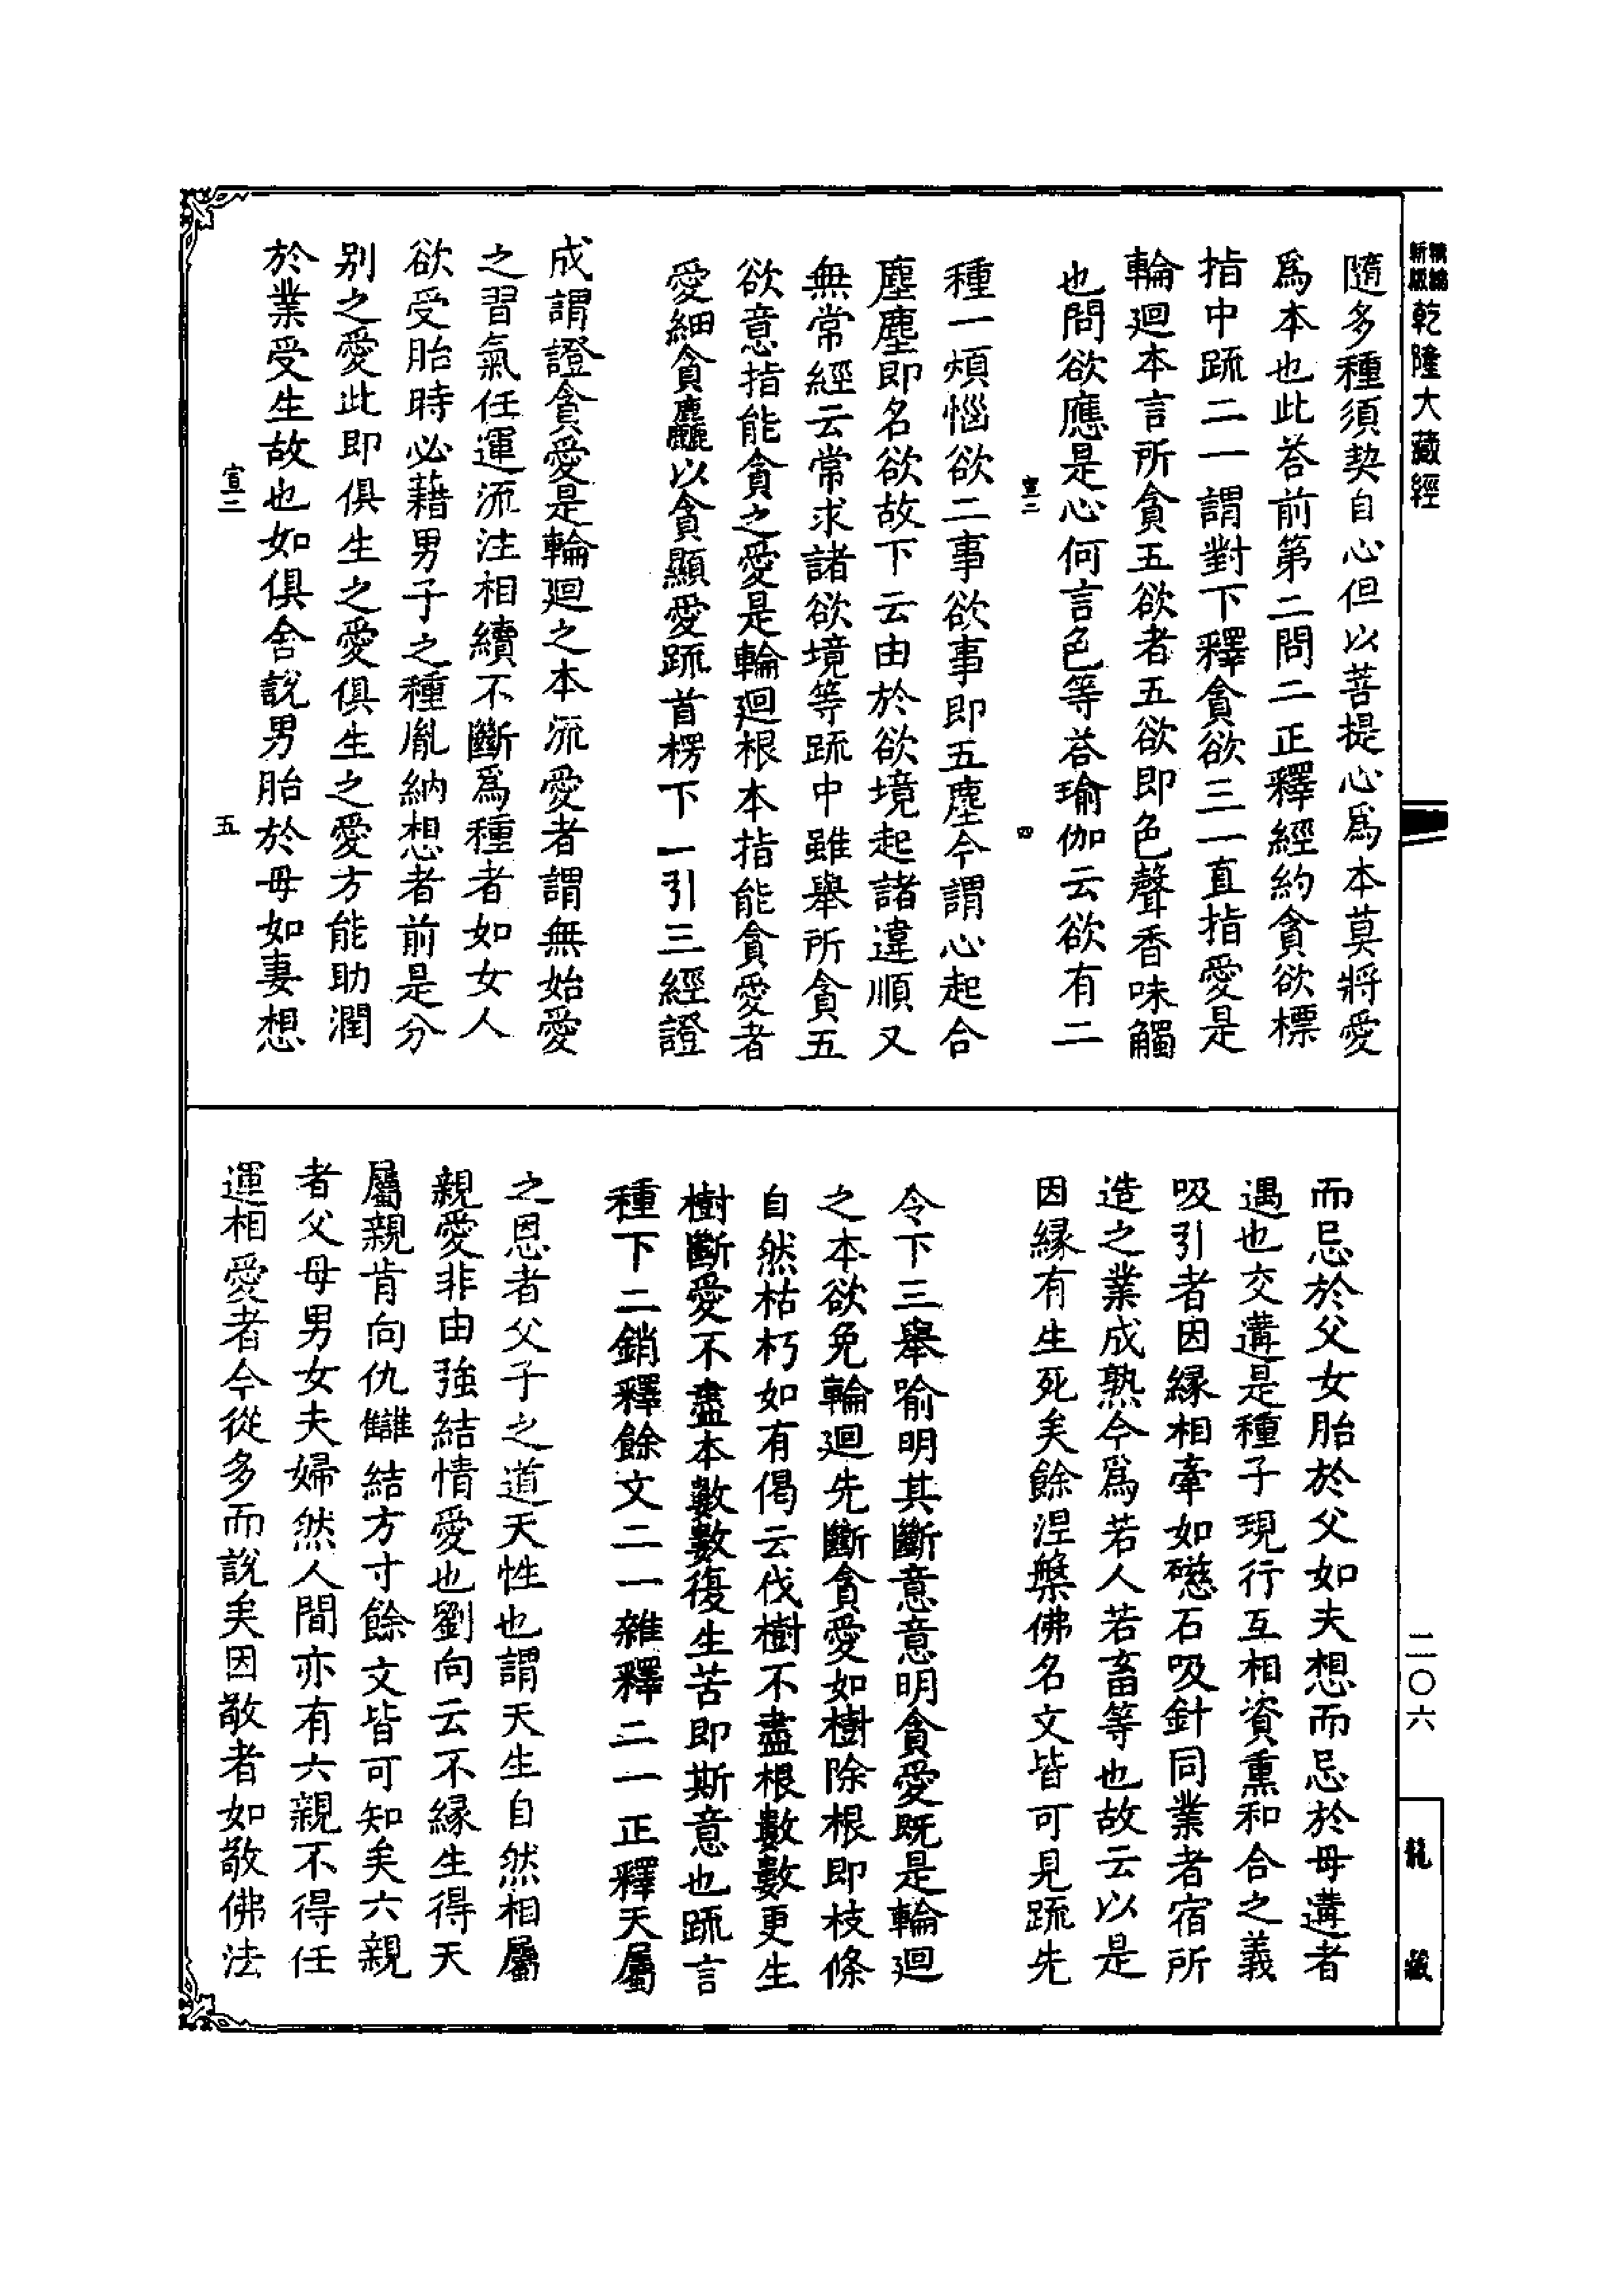 新版
精編
乾隆大藏經
隨多種須契自心但以菩提心爲本莫將愛
爲本也此荅前第二問二正釋經約貪欲標
指中䟽二一謂對下釋貪欲三一直指愛是
輪廻本言所貪五欲者五欲即色聲香味觸
也問欲應是心何言色等荅瑜伽云欲有二
宣二
四
種一煩惱欲二事欲事即五塵今謂心起合
塵塵即名欲故下云由於欲境起諸違順又
無常經云常求諸欲境等䟽中雖舉所貪五
欲意指能貪之愛是輪廻根本指能貪愛者
愛細貪麤以貪顯愛䟽首楞下一引三經證
成謂證貪愛是輪廻之本流愛者謂無始愛
之習氣任運流注相續不斷爲種者如女人
欲受胎時必藉男子之種胤納想者前是分
别之愛此即俱生之愛俱生之愛方能助潤
於業受生故也如俱舍說男胎於母如妻想
宣二
五
而忌於父女胎於父如夫想而忌於母遘者
遇也交遘是種子現行互相資熏和合之義
吸引者因縁相牽如磁石吸針同業者宿所
造之業成熟今爲若人若畜等也故云以是
因縁有生死矣餘涅槃佛名文皆可見䟽先
令下三舉喻明其斷意意明貪愛既是輪廻
之本欲免輪廻先斷貪愛如樹除根即枝條
自然枯朽如有偈云伐樹不盡根數數更生
樹斷愛不盡本數數復生苦即斯意也䟽言
種下二銷釋餘文二一雜釋二一正釋天屬
之恩者父子之道天性也謂天生自然相屬
親愛非由強結情愛也劉向云不縁生得天
屬親肯向仇讎結方寸餘文皆可知矣六親
者父母男女夫婦然人間亦有六親不得任
運相愛者今從多而說矣因敬者如敬佛法
二〇六
龍藏